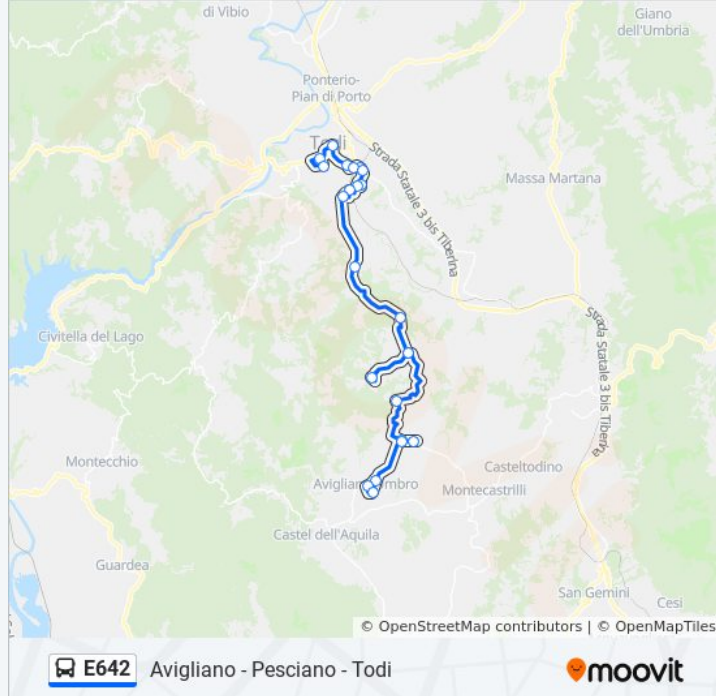 di Vibio
Giano
dell'Umbria
Ponterio-
Pian di Porto
Todi
Strada Statale 3 bis Tiberina
Massa Martana
Civitella del Lago
Strada Statale 3 bis Tiberina
Montecchio
Casteltodino
Avigliano Umbro
Montecastrilli
Castel dell'Aquila
Guardea
San Gemini
Cesi
© OpenStreetMap contributors | © OpenMapTiles
E642 Avigliano - Pesciano - Todi
moovit